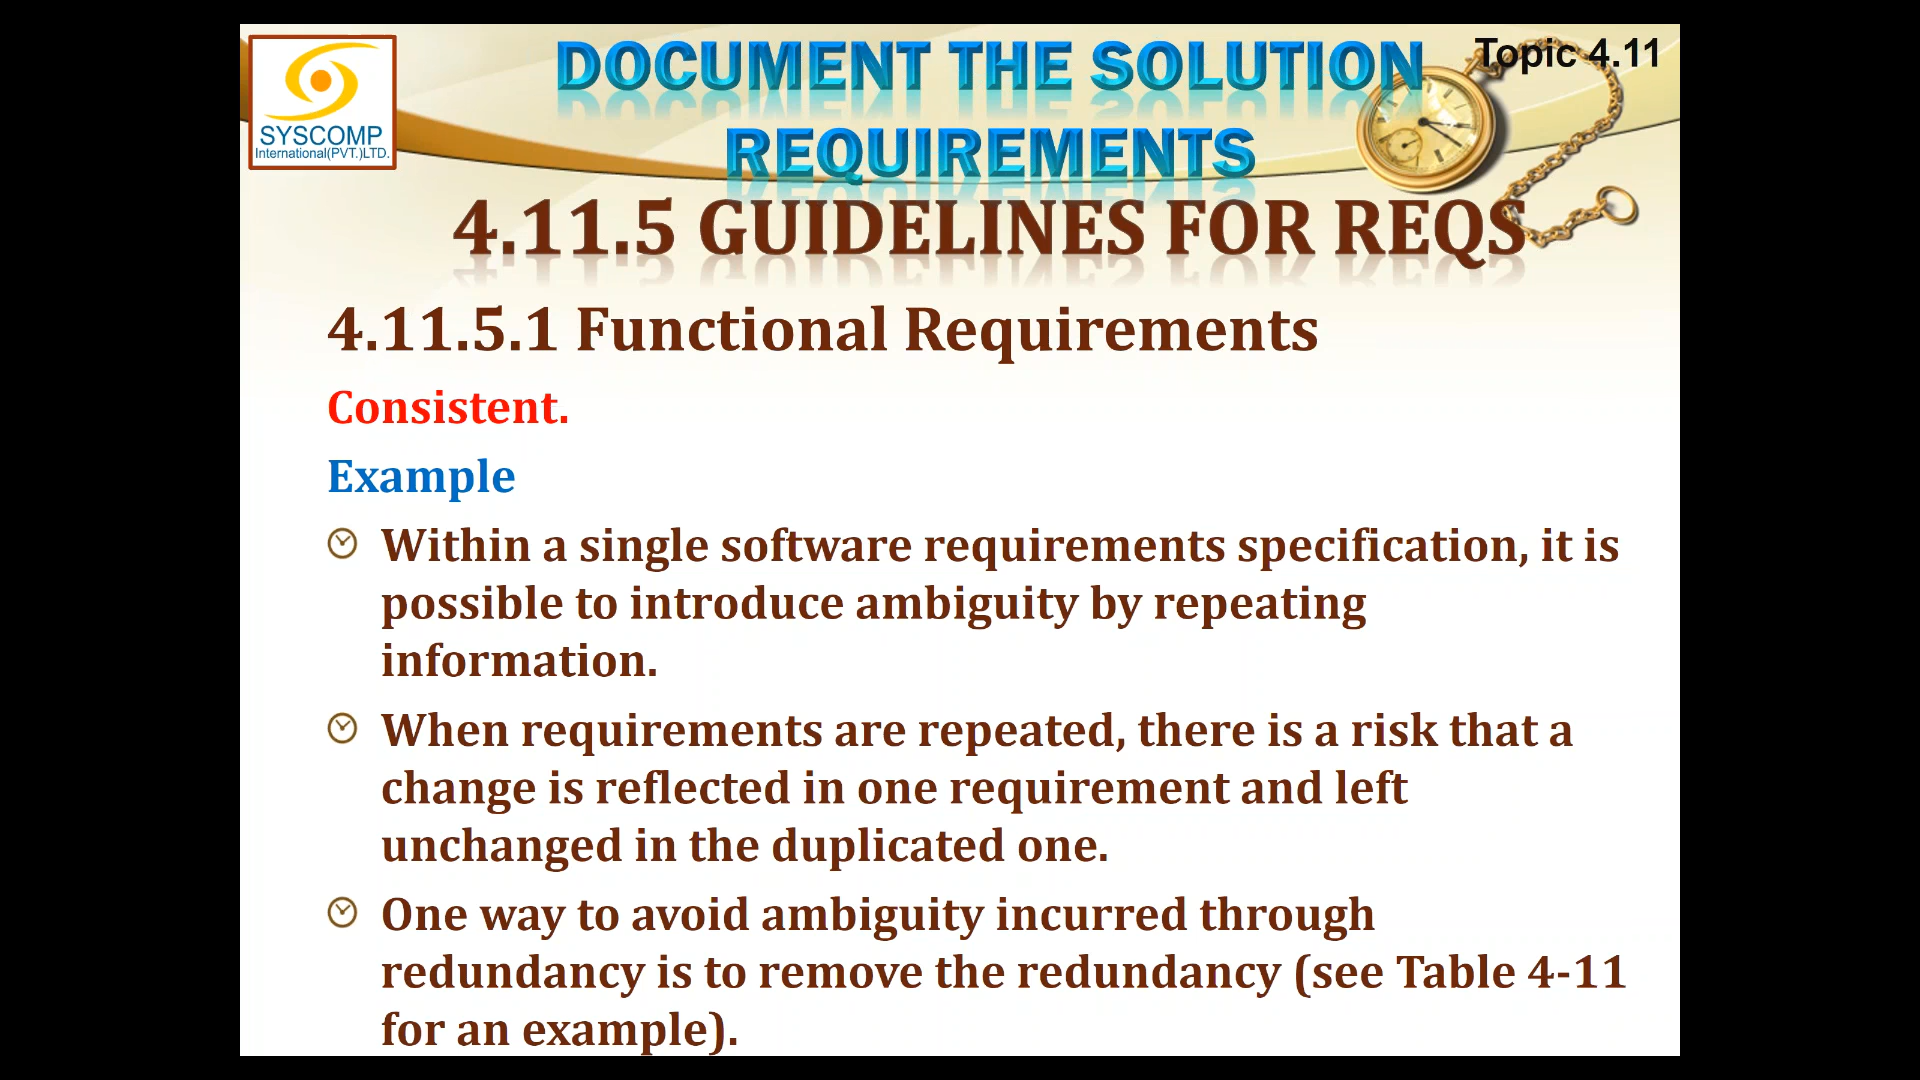 SYSCOMP
International(PVT.)LTD.
DOCUMENT THE SOLUTION
REQUIREMENTS
Topic 4.11
4.11.5 GUIDELINES FOR REQS
4.11.5.1 Functional Requirements
Consistent.
Example
Within a single software requirements specification, it is
possible to introduce ambiguity by repeating
information.
When requirements are repeated, there is a risk that a
change is reflected in one requirement and left
unchanged in the duplicated one.
One way to avoid ambiguity incurred through
redundancy is to remove the redundancy (see Table 4-11
for an example).